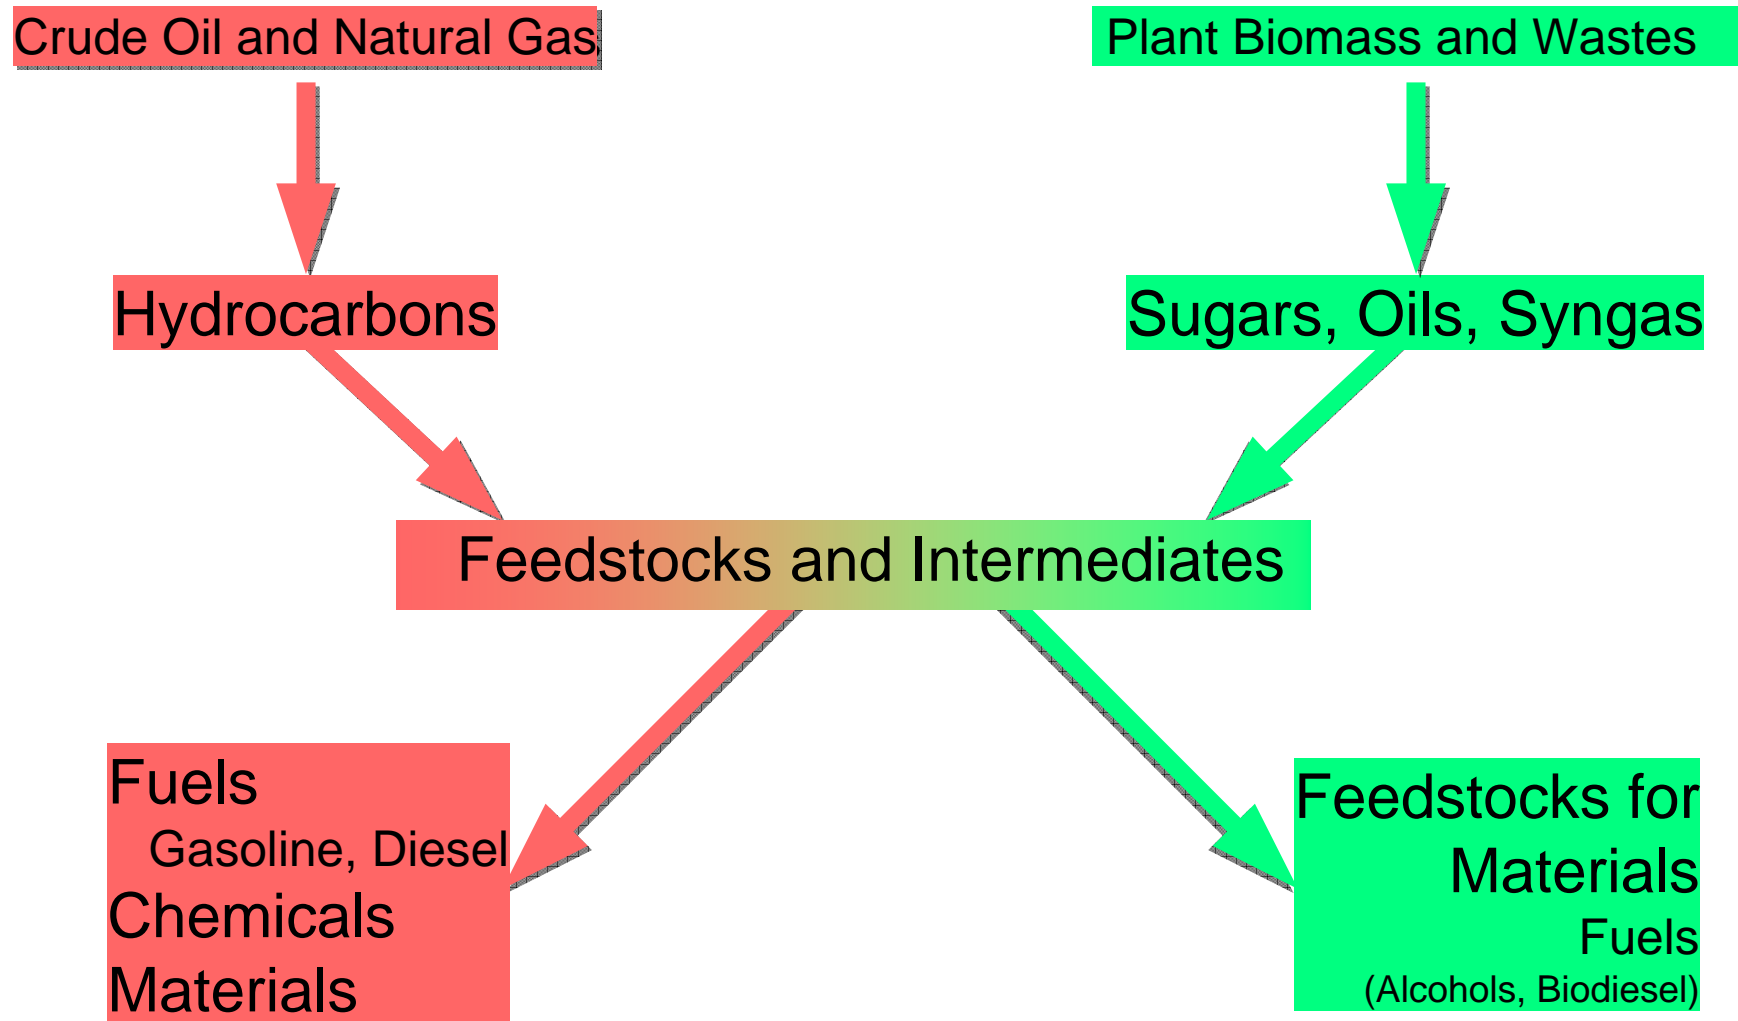 Crude Oil and Natural Gas
Plant Biomass and Wastes
Hydrocarbons
Sugars, Oils, Syngas
Feedstocks and Intermediates
Fuels
Gasoline, Diesel
Chemicals
Materials
Feedstocks for
Materials
Fuels
(Alcohols, Biodiesel)